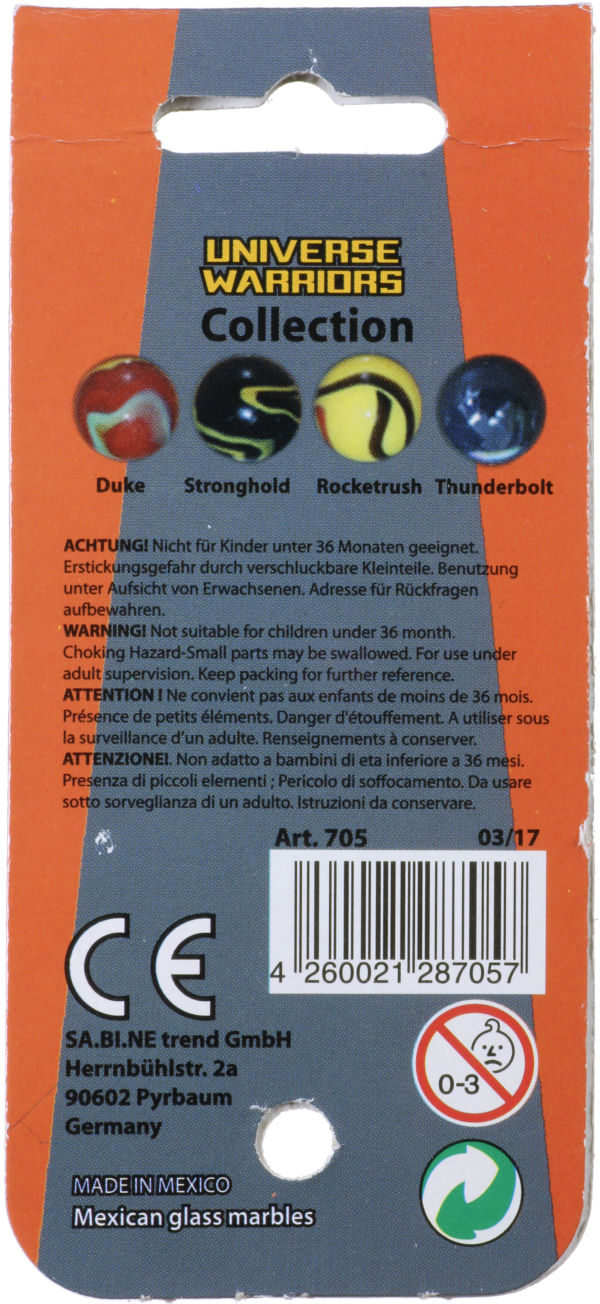 UNIVERSE
WARRIORS
Collection
Duke Stronghold Rocketrush Thunderbolt
ACHTUNG! Nicht für Kinder unter 36 Monaten geeignet.
Erstickungsgefahr durch verschluckbare Kleinteile. Benutzung
unter Aufsicht von Erwachsenen. Adresse für Rückfragen
aufbewahren.
WARNING! Not suitable for children under 36 month.
Choking Hazard-Small parts may be swallowed. For use under
adult supervision. Keep packing for further reference.
ATTENTION ! Ne convient pas aux enfants de moins de 36 mois.
Présence de petits éléments. Danger d'étouffement. A utiliser sous
la surveillance d'un adulte. Renseignements à conserver.
ATTENZIONE!. Non adatto a bambini di eta inferiore a 36 mesi.
Presenza di piccoli elementi ; Pericolo di soffocamento. Da usare
sotto sorveglianza di un adulto. Istruzioni da conservare.
Art. 705 03/17
4 260021 287057
CE
SA.BI.NE trend GmbH
Herrnbühlstr. 2a
90602 Pyrbaum
Germany
0-3
MADE IN MEXICO
Mexican glass marbles